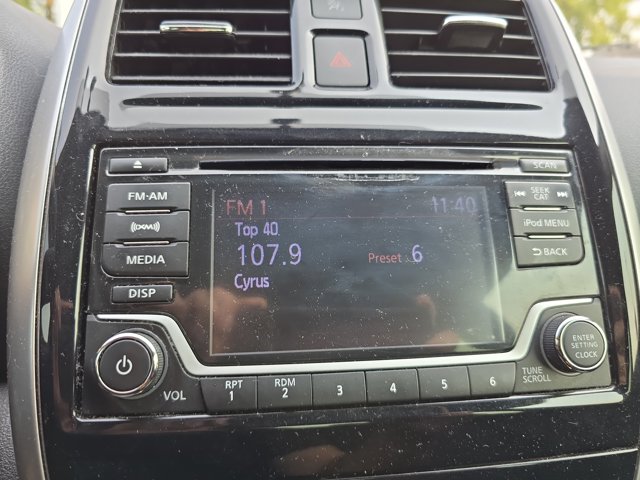 SCAN
FM·AM
SEEK
CAT
(XM)
iPod MENU
MEDIA
BACK
DISP
FM 1 11:40
Top 40
107.9 Preset 6
Cyrus
ENTER
SETTING
CLOCK
VOL
RPT
1
RDM
2
3
4
5
6
TUNE
SCROLL